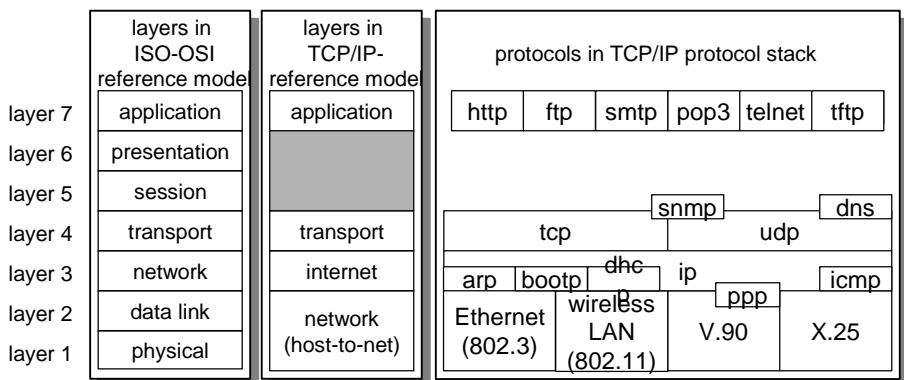 layers in
ISO-OSI
reference model
layers in
TCP/IP-
reference model
protocols in TCP/IP protocol stack
layer 7
application
application
http
ftp
smtp
pop3
telnet
tftp
layer 6
presentation
layer 5
session
snmp
dns
layer 4
transport
transport
tcp
udp
layer 3
network
internet
arp
bootp
dhc
p
ip
icmp
layer 2
data link
network
(host-to-net)
ppp
Ethernet
(802.3)
wireless
LAN
(802.11)
V.90
X.25
layer 1
physical